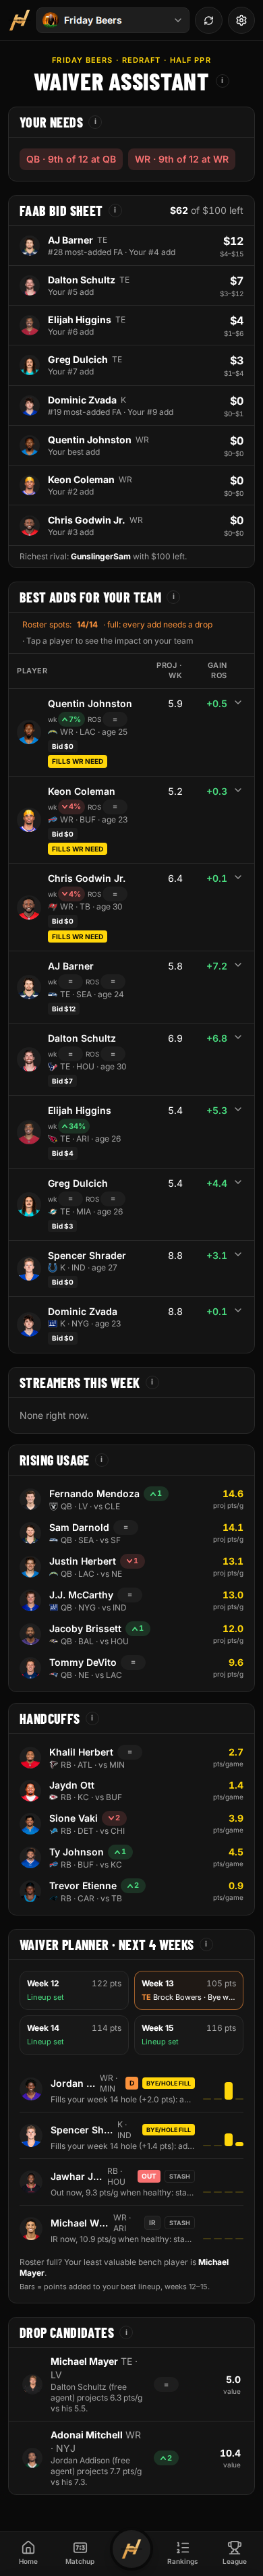 Friday Beers
FRIDAY BEERS · REDRAFT · HALF PPR
WAIVER ASSISTANT i
YOUR NEEDS i
QB · 9th of 12 at QB WR · 9th of 12 at WR
FAAB BID SHEET i $62 of $100 left
AJ Barner TE $12
#28 most-added FA · Your #4 add $4–$15
Dalton Schultz TE $7
Your #5 add $3–$12
Elijah Higgins TE $4
Your #6 add $1–$6
Greg Dulcich TE $3
Your #7 add $1–$4
Dominic Zvada K $0
#19 most-added FA · Your #9 add $0–$1
Quentin Johnston WR $0
Your best add $0–$0
Keon Coleman WR $0
Your #2 add $0–$0
Chris Godwin Jr. WR $0
Your #3 add $0–$0
Richest rival: GunslingerSam with $100 left.
BEST ADDS FOR YOUR TEAM i
Roster spots: 14/14 · full: every add needs a drop
· Tap a player to see the impact on your team
PLAYER PROJ · WK GAIN ROS
Quentin Johnston 5.9 +0.5
wk 7% ROS =
WR · LAC · age 25
Bid $0
FILLS WR NEED
Keon Coleman 5.2 +0.3
wk 4% ROS =
WR · BUF · age 23
Bid $0
FILLS WR NEED
Chris Godwin Jr. 6.4 +0.1
wk 4% ROS =
WR · TB · age 30
Bid $0
FILLS WR NEED
AJ Barner 5.8 +7.2
wk = ROS =
TE · SEA · age 24
Bid $12
Dalton Schultz 6.9 +6.8
wk = ROS =
TE · HOU · age 30
Bid $7
Elijah Higgins 5.4 +5.3
wk 34%
TE · ARI · age 26
Bid $4
Greg Dulcich 5.4 +4.4
wk = ROS =
TE · MIA · age 26
Bid $3
Spencer Shrader 8.8 +3.1
K · IND · age 27
Bid $0
Dominic Zvada 8.8 +0.1
K · NYG · age 23
Bid $0
STREAMERS THIS WEEK i
None right now.
RISING USAGE i
Fernando Mendoza 1 14.6
QB · LV · vs CLE proj pts/g
Sam Darnold = 14.1
QB · SEA · vs SF proj pts/g
Justin Herbert 1 13.1
QB · LAC · vs NE proj pts/g
J.J. McCarthy = 13.0
QB · NYG · vs IND proj pts/g
Jacoby Brissett 1 12.0
QB · BAL · vs HOU proj pts/g
Tommy DeVito = 9.6
QB · NE · vs LAC proj pts/g
HANDCUFFS i
Khalil Herbert = 2.7
RB · ATL · vs MIN pts/game
Jaydn Ott 1.4
RB · KC · vs BUF pts/game
Sione Vaki 2 3.9
RB · DET · vs CHI pts/game
Ty Johnson 1 4.5
RB · BUF · vs KC pts/game
Trevor Etienne 2 0.9
RB · CAR · vs TB pts/game
WAIVER PLANNER · NEXT 4 WEEKS i
Week 12 122 pts
Lineup set
Week 13 105 pts
TE Brock Bowers · Bye w...
Week 14 114 pts
Lineup set
Week 15 116 pts
Lineup set
Jordan ... WR · MIN D BYE/HOLE FILL
Fills your week 14 hole (+2.0 pts): a...
Spencer Sh... K · IND BYE/HOLE FILL
Fills your week 14 hole (+1.4 pts): ad...
Jawhar J... RB · HOU OUT STASH
Out now, 9.3 pts/g when healthy: sta...
Michael W... WR · ARI IR STASH
IR now, 10.9 pts/g when healthy: sta...
Roster full? Your least valuable bench player is Michael Mayer.
Bars = points added to your best lineup, weeks 12–15.
DROP CANDIDATES i
Michael Mayer TE · LV = 5.0
Dalton Schultz (free agent) projects 6.3 pts/g vs his 5.5. value
Adonai Mitchell WR · NYJ 2 10.4
Jordan Addison (free agent) projects 7.7 pts/g vs his 7.3. value
Home Matchup Rankings League